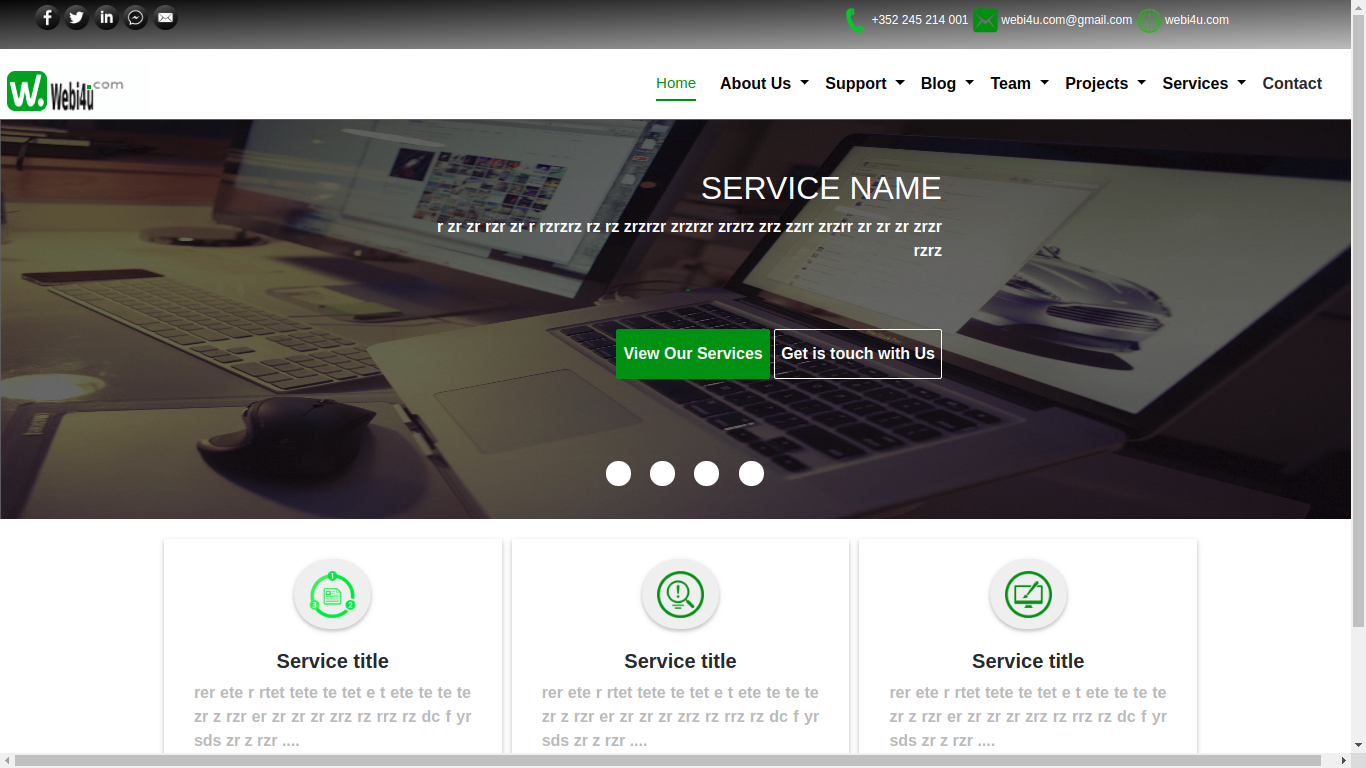 +352 245 214 001 webi4u.com@gmail.com webi4u.com
W. Webi4u.com
Home About Us Support Blog Team Projects Services Contact
SERVICE NAME
r zr zr rzr zr r rzrzrz rz rz zrzrzr zrzrzr zrzrz zrz zzrr zrzrr zr zr zr zrzr
rzrz
View Our Services Get is touch with Us
Service title
rer ete r rtet tete te tet e t ete te te te
zr z rzr er zr zr zr zrz rz rrz rz dc f yr
sds zr z rzr ....
Service title
rer ete r rtet tete te tet e t ete te te te
zr z rzr er zr zr zr zrz rz rrz rz dc f yr
sds zr z rzr ....
Service title
rer ete r rtet tete te tet e t ete te te te
zr z rzr er zr zr zr zrz rz rrz rz dc f yr
sds zr z rzr ....